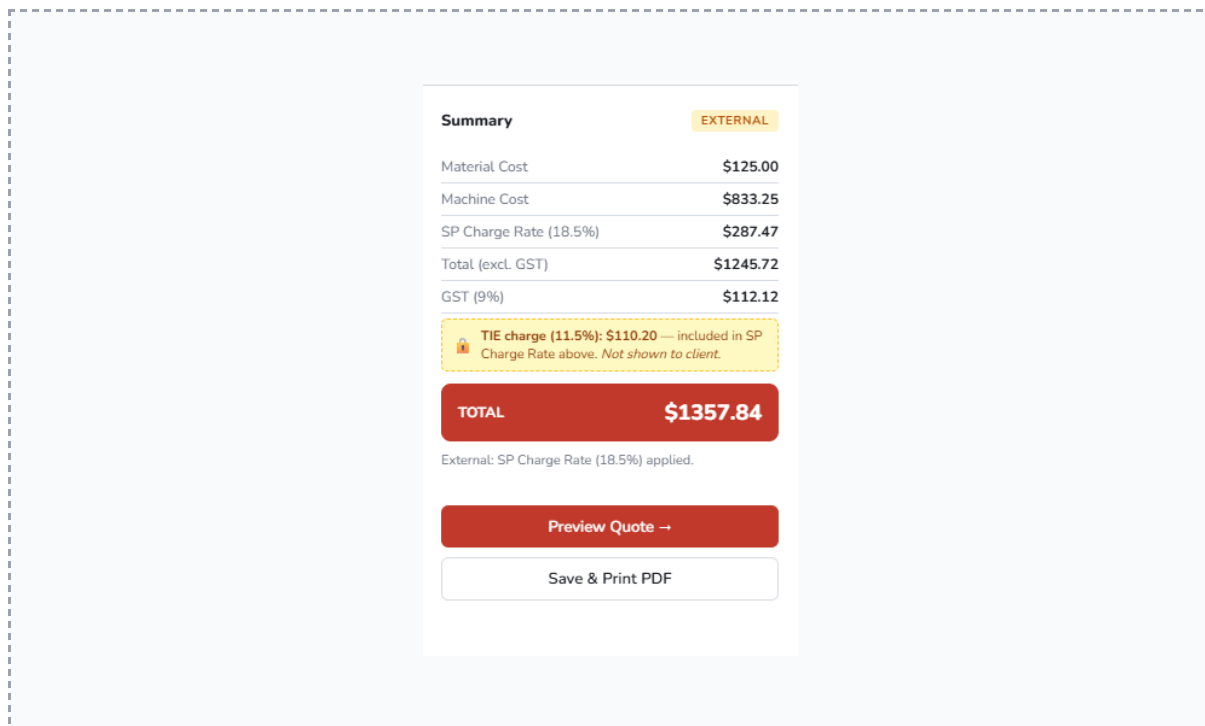 Summary
EXTERNAL
Material Cost $125.00
Machine Cost $833.25
SP Charge Rate (18.5%) $287.47
Total (excl. GST) $1245.72
GST (9%) $112.12
TIE charge (11.5%): $110.20 — included in SP
Charge Rate above. Not shown to client.
TOTAL $1357.84
External: SP Charge Rate (18.5%) applied.
Preview Quote →
Save & Print PDF